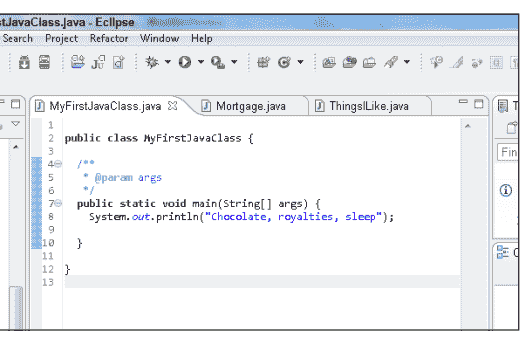 stJavaClass.java - Eclipse
Search Project Refactor Window Help
MyFirstJavaClass.java Mortgage.java ThingsILike.java
1
2 public class MyFirstJavaClass {
3
4 /**
5 * @param args
6 */
7 public static void main(String[] args) {
8 System.out.println("Chocolate, royalties, sleep");
9
10 }
11
12 }
13
Fin